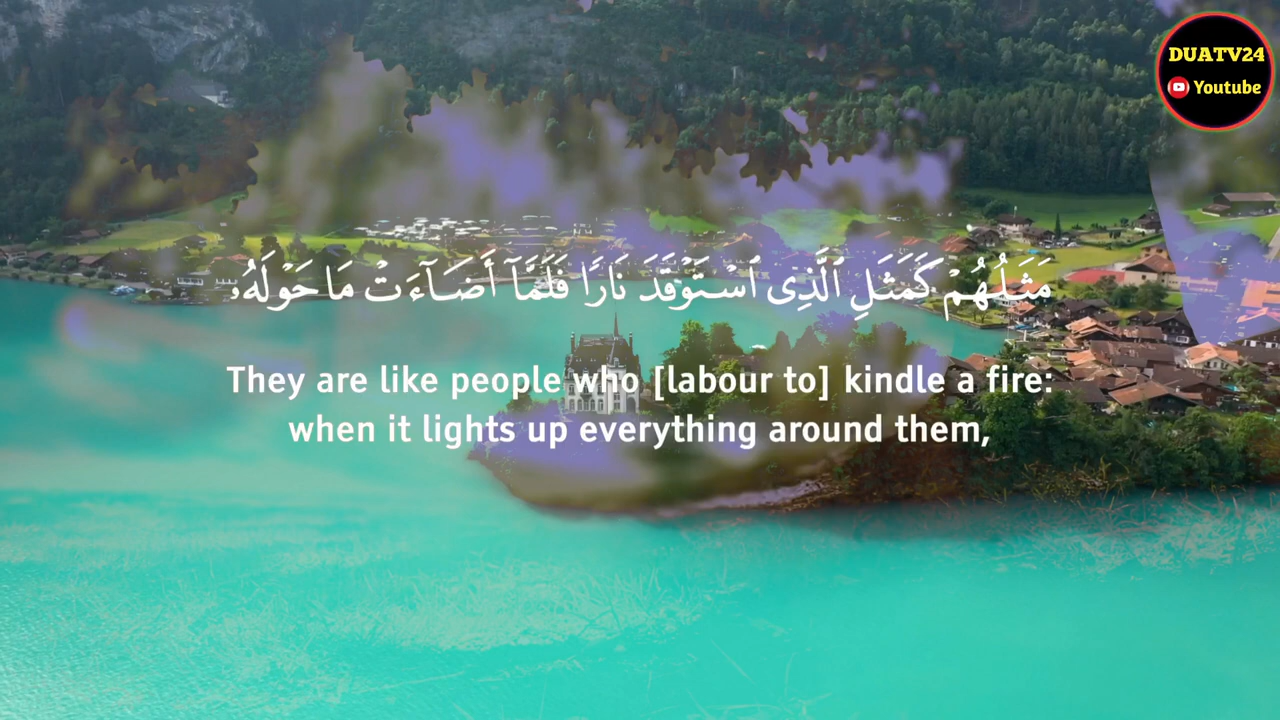 DUATV24
Youtube
مَثَلُهُمْ كَمَثَلِ ٱلَّذِى ٱسْتَوْقَدَ نَارًا فَلَمَّآ أَضَآءَتْ مَا حَوْلَهُۥ
They are like people who [labour to] kindle a fire:
when it lights up everything around them,